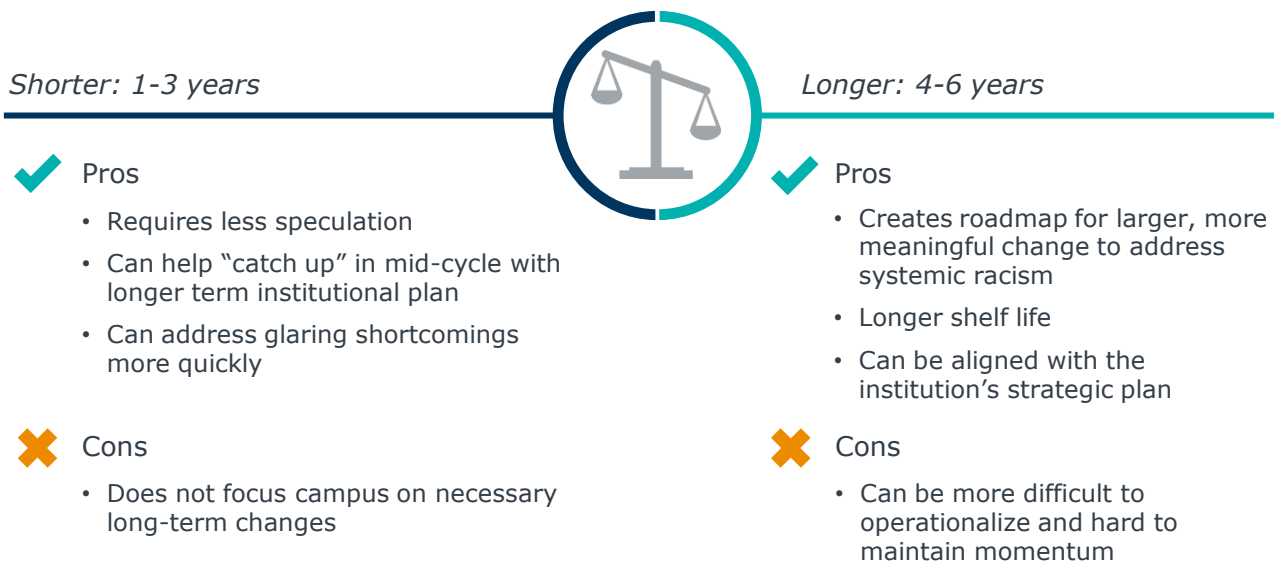 Shorter: 1-3 years
Pros
• Requires less speculation
• Can help “catch up” in mid-cycle with
longer term institutional plan
• Can address glaring shortcomings
more quickly
Cons
• Does not focus campus on necessary
long-term changes
Longer: 4-6 years
Pros
• Creates roadmap for larger, more
meaningful change to address
systemic racism
• Longer shelf life
• Can be aligned with the
institution’s strategic plan
Cons
• Can be more difficult to
operationalize and hard to
maintain momentum